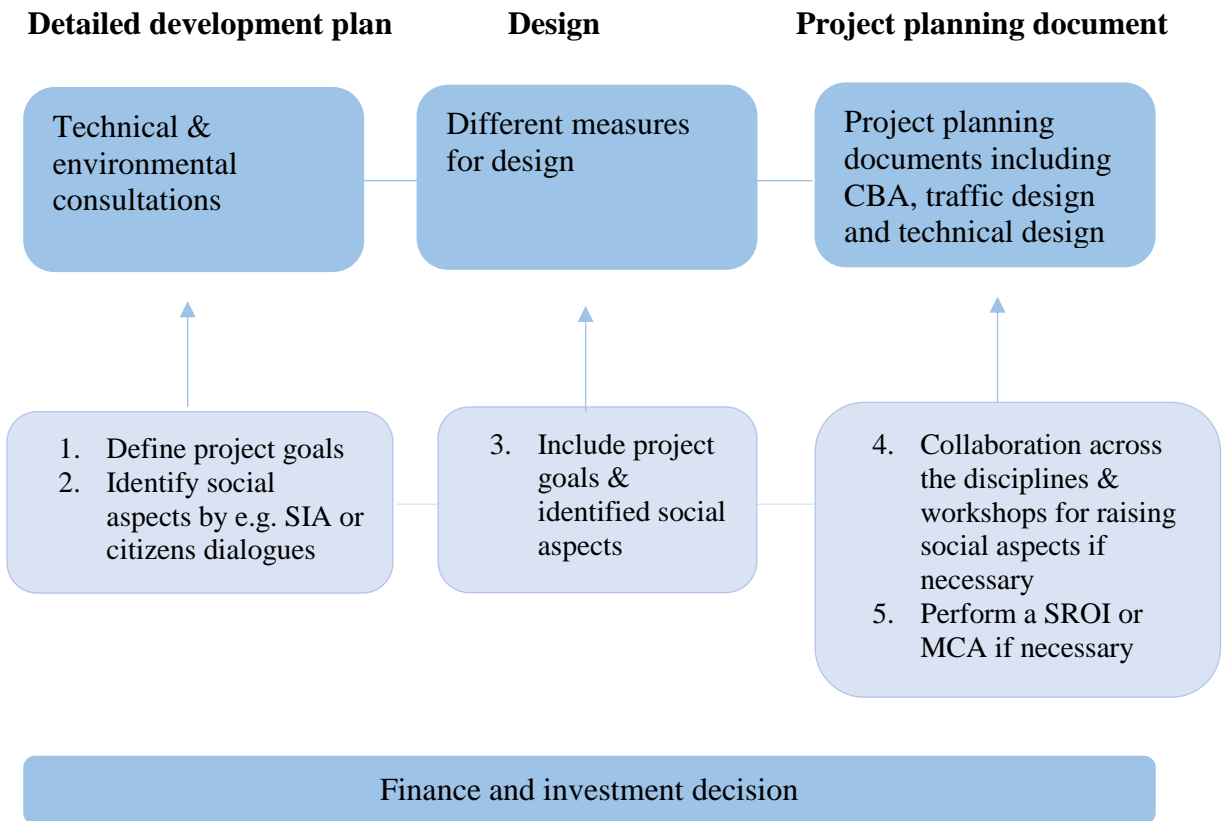 Detailed development plan
Design
Project planning document
Technical &
environmental
consultations
Different measures
for design
Project planning
documents including
CBA, traffic design
and technical design
1. Define project goals
2. Identify social
aspects by e.g. SIA or
citizens dialogues
3. Include project
goals &
identified social
aspects
4. Collaboration across
the disciplines &
workshops for raising
social aspects if
necessary
5. Perform a SROI or
MCA if necessary
Finance and investment decision